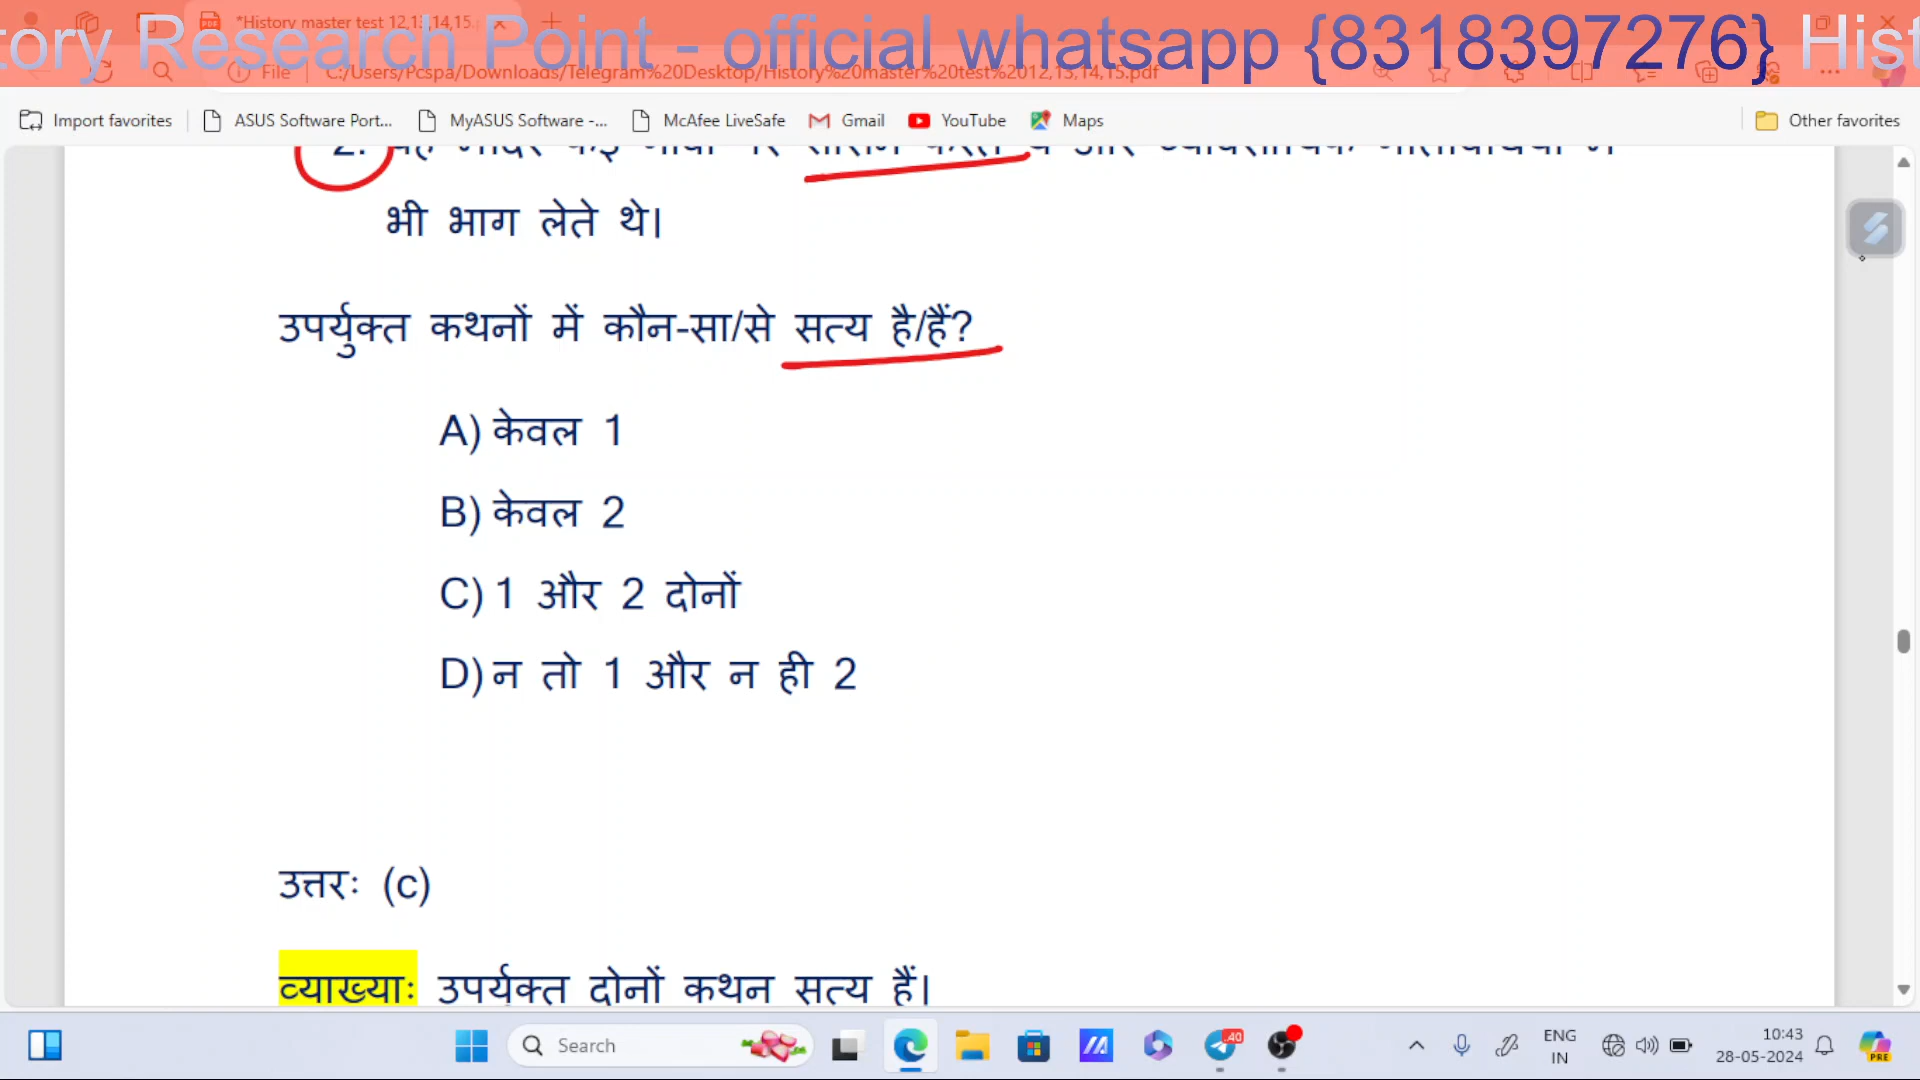 *History master test 12,13,14,15.
tory Research Point - official whatsapp {8318397276} Hist
File C:/Users/Pcspa/Downloads/Telegram%20Desktop/History%20master%20test%2012,13,14,15.pdf
Import favorites ASUS Software Port... MyASUS Software -... McAfee LiveSafe Gmail YouTube Maps Other favorites
भी भाग लेते थे।
उपर्युक्त कथनों में कौन-सा/से सत्य है/हैं?
A) केवल 1
B) केवल 2
C) 1 और 2 दोनों
D) न तो 1 और न ही 2
उत्तरः (c)
व्याख्याः उपर्युक्त दोनों कथन सत्य हैं।
Search
40
ENG
IN
10:43
28-05-2024
PRE